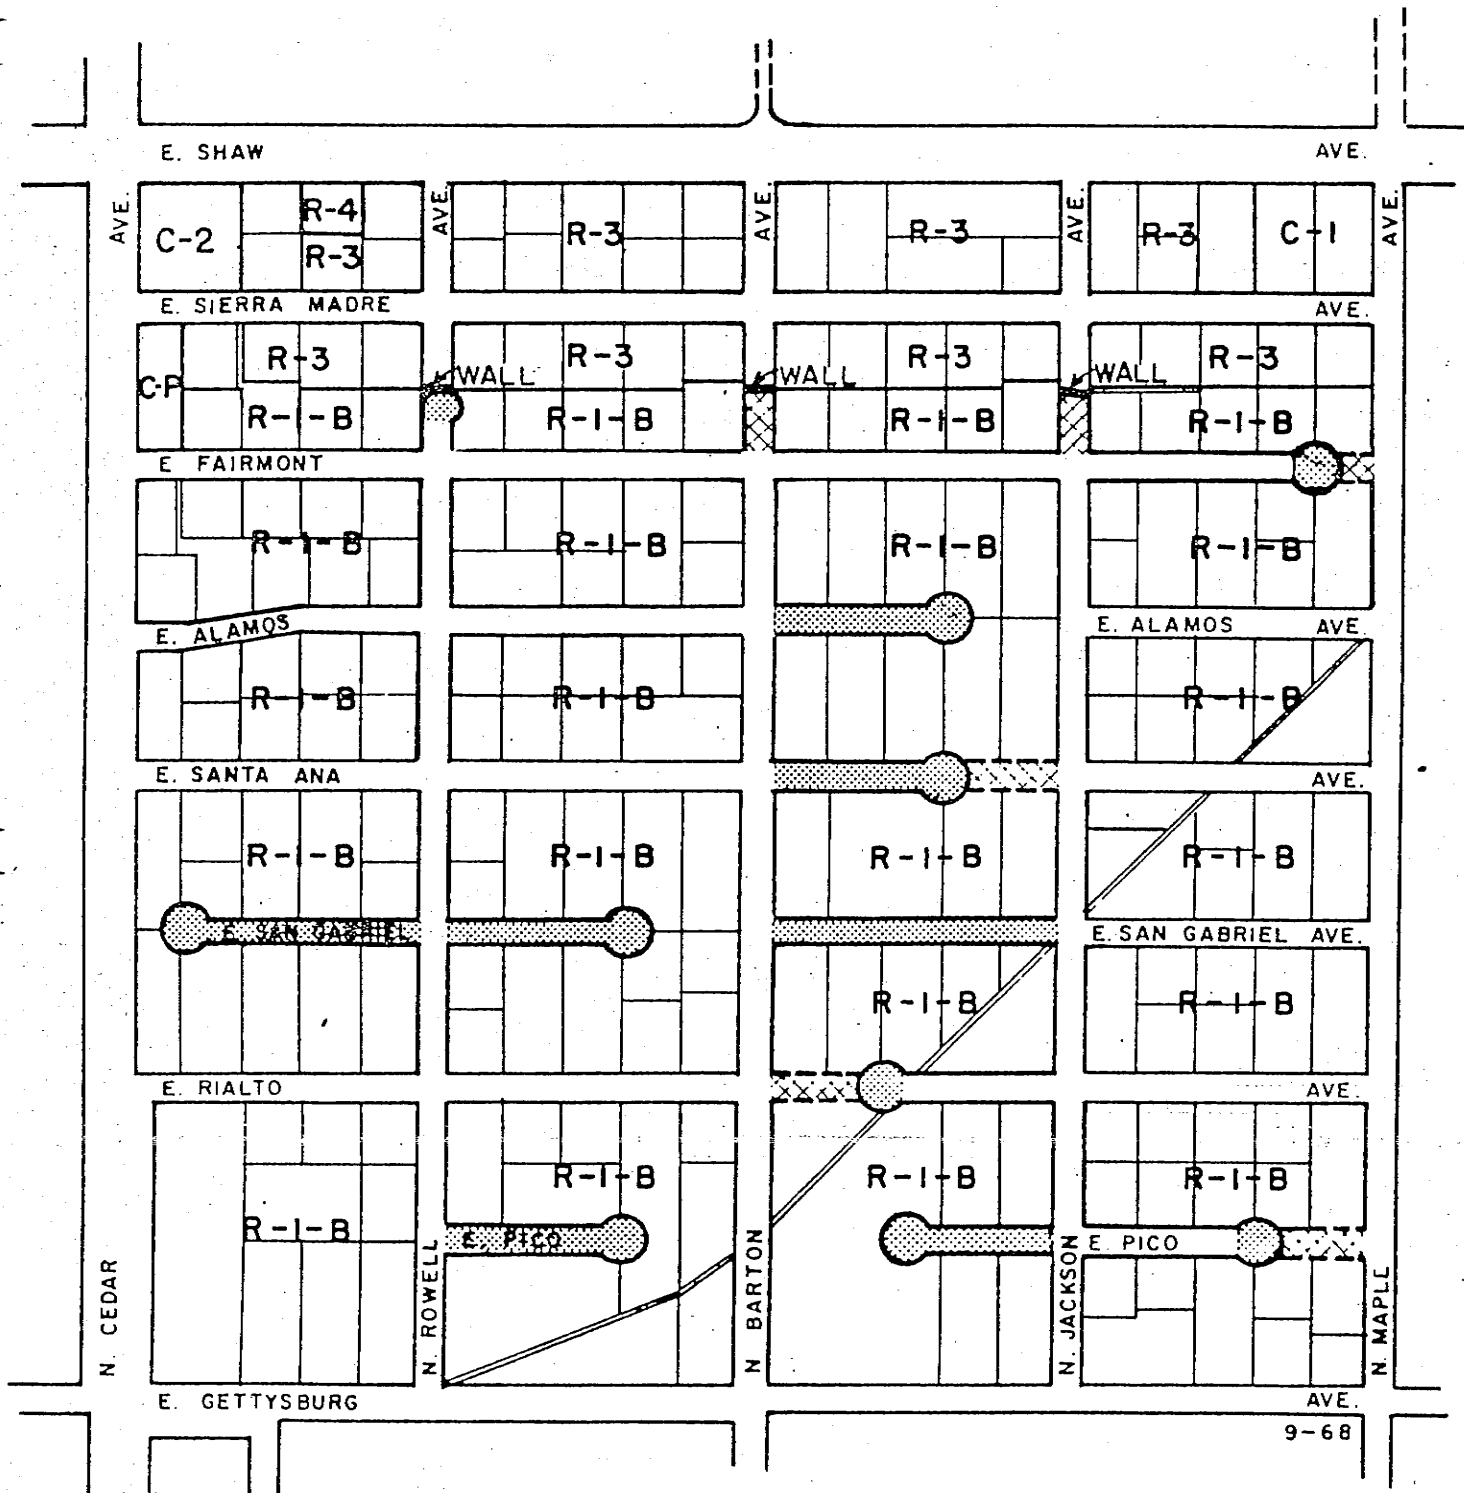 E. SHAW AVE.
AVE. AVE. AVE. AVE. AVE.
C-2 R-4 R-3 R-3 R-3 R-3 C-1
E. SIERRA MADRE AVE.
C-P R-3 R-3 R-3 R-3
WALL WALL WALL
R-1-B R-1-B R-1-B R-1-B
E FAIRMONT
R-1-B R-1-B R-1-B R-1-B
E. ALAMOS E. ALAMOS AVE.
R-1-B R-1-B R-1-B
E. SANTA ANA AVE.
R-1-B R-1-B R-1-B R-1-B
E. SAN GABRIEL E. SAN GABRIEL AVE.
R-1-B R-1-B
E. RIALTO AVE.
R-1-B R-1-B R-1-B
R-1-B
E. PICO E PICO
N. CEDAR
N. ROWELL
N BARTON
N. JACKSON
N. MAPLE
E. GETTYSBURG AVE.
9-68